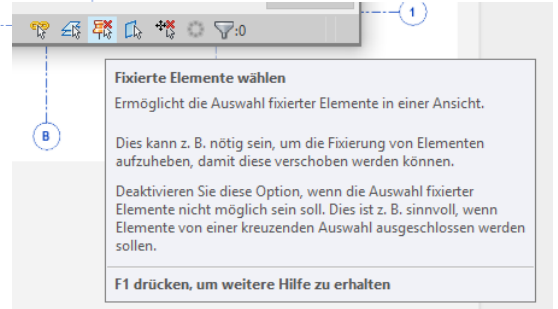 1
:0
B
Fixierte Elemente wählen
Ermöglicht die Auswahl fixierter Elemente in einer Ansicht.
Dies kann z. B. nötig sein, um die Fixierung von Elementen
aufzuheben, damit diese verschoben werden können.
Deaktivieren Sie diese Option, wenn die Auswahl fixierter
Elemente nicht möglich sein soll. Dies ist z. B. sinnvoll, wenn
Elemente von einer kreuzenden Auswahl ausgeschlossen werden
sollen.
F1 drücken, um weitere Hilfe zu erhalten